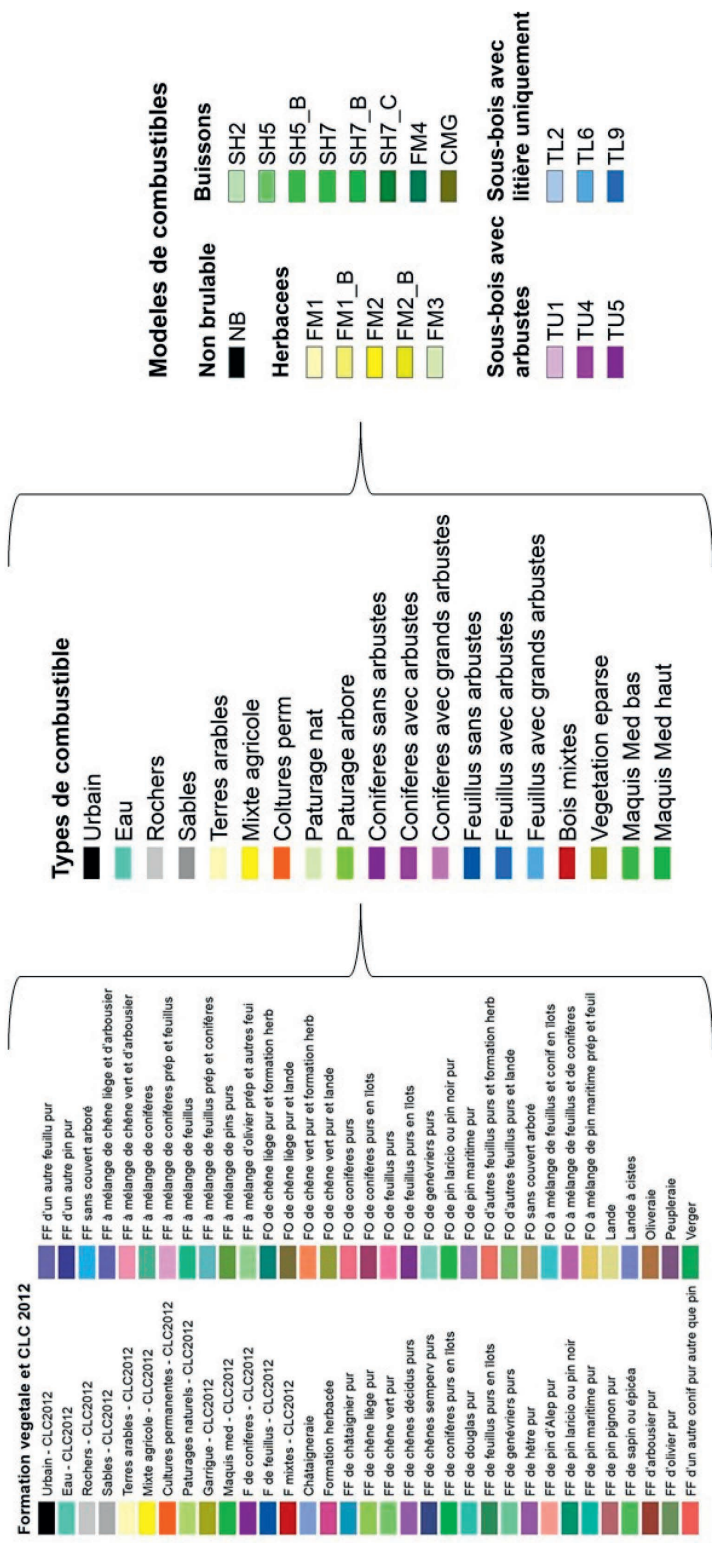 Formation vegetale et CLC 2012
Urbain - CLC2012
Eau - CLC2012
Rochers - CLC2012
Sables - CLC2012
Terres arables - CLC2012
Mixte agricole - CLC2012
Cultures permanentes - CLC2012
Paturages naturels - CLC2012
Garrigue - CLC2012
Maquis med - CLC2012
F de coniferes - CLC2012
F de feuillus - CLC2012
F mixtes - CLC2012
Châtaigneraie
Formation herbacée
FF de châtaignier pur
FF de chêne liège pur
FF de chêne vert pur
FF de chènes décidus purs
FF de chênes semperv purs
FF de coniferes purs en îlots
FF de douglas pur
FF de feuillus purs en îlots
FF de genévriers purs
FF de hêtre pur
FF de pin d'Alep pur
FF de pin laricio ou pin noir
FF de pin maritime pur
FF de pin pignon pur
FF de sapin ou épicéa
FF d'arbousier pur
FF d'olivier pur
FF d'un autre conif pur autre que pin
FF d'un autre feuillu pur
FF d'un autre pin pur
FF sans couvert arboré
FF à mélange de chêne liège et d'arbousier
FF à mélange de chêne vert et d'arbousier
FF à mélange de conifères
FF à mélange de conifères prép et feuillus
FF à mélange de feuillus
FF à mélange de feuillus prép et conifères
FF à mélange de pins purs
FF à mélange d'olivier prép et autres feui
FO de chêne liège pur et formation herb
FO de chêne liège pur et lande
FO de chêne vert pur et formation herb
FO de chêne vert pur et lande
FO de conifères purs
FO de coniferes purs en îlots
FO de feuillus purs
FO de feuillus purs en îlots
FO de genévriers purs
FO de pin laricio ou pin noir pur
FO de pin maritime pur
FO d'autres feuillus purs et formation herb
FO d'autres feuillus purs et lande
FO sans couvert arboré
FO à mélange de feuillus et conif en îlots
FO à mélange de feuillus et de conifères
FO à mélange de pin maritime prép et feuil
Lande
Lande à cistes
Oliveraie
Peupleraie
Verger
Types de combustible
Urbain
Eau
Rochers
Sables
Terres arables
Mixte agricole
Coltures perm
Paturage nat
Paturage arbore
Coniferes sans arbustes
Coniferes avec arbustes
Coniferes avec grands arbustes
Feuillus sans arbustes
Feuillus avec arbustes
Feuillus avec grands arbustes
Bois mixtes
Vegetation eparse
Maquis Med bas
Maquis Med haut
Modeles de combustibles
Non brulable
NB
Herbacees
FM1
FM1_B
FM2
FM2_B
FM3
Buissons
SH2
SH5
SH5_B
SH7
SH7_B
SH7_C
FM4
CMG
Sous-bois avec
arbustes
TU1
TU4
TU5
Sous-bois avec
litière uniquement
TL2
TL6
TL9